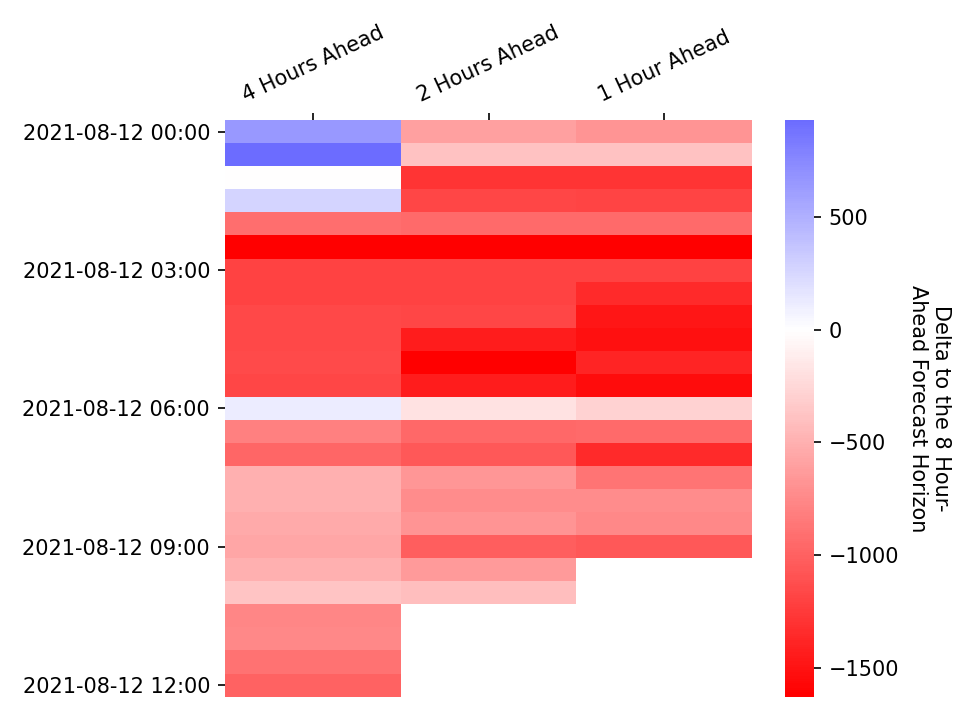 4 Hours Ahead
2 Hours Ahead
1 Hour Ahead
2021-08-12 00:00
2021-08-12 03:00
2021-08-12 06:00
2021-08-12 09:00
2021-08-12 12:00
500
0
−500
−1000
−1500
Delta to the 8 Hour-
Ahead Forecast Horizon